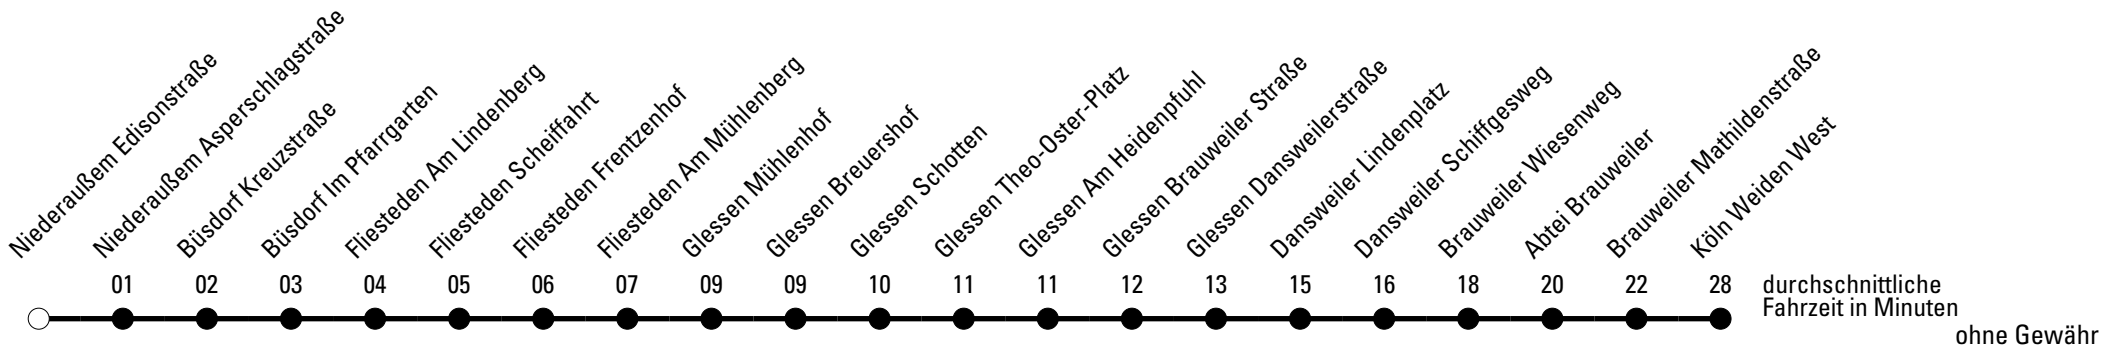 Niederaußem Edisonstraße
Niederaußem Asperschlagstraße
Büsdorf Kreuzstraße
Büsdorf Im Pfarrgarten
Fliesteden Am Lindenberg
Fliesteden Scheiffahrt
Fliesteden Frentzenhof
Fliesteden Am Mühlenberg
Glessen Mühlenhof
Glessen Breuershof
Glessen Schotten
Glessen Theo-Oster-Platz
Glessen Am Heidenpfuhl
Glessen Brauweiler Straße
Glessen Dansweilerstraße
Dansweiler Lindenplatz
Dansweiler Schiffgesweg
Brauweiler Wiesenweg
Abtei Brauweiler
Brauweiler Mathildenstraße
Köln Weiden West
01 02 03 04 05 06 07 09 09 10 11 11 12 13 15 16 18 20 22 28 durchschnittliche
Fahrzeit in Minuten
ohne Gewähr